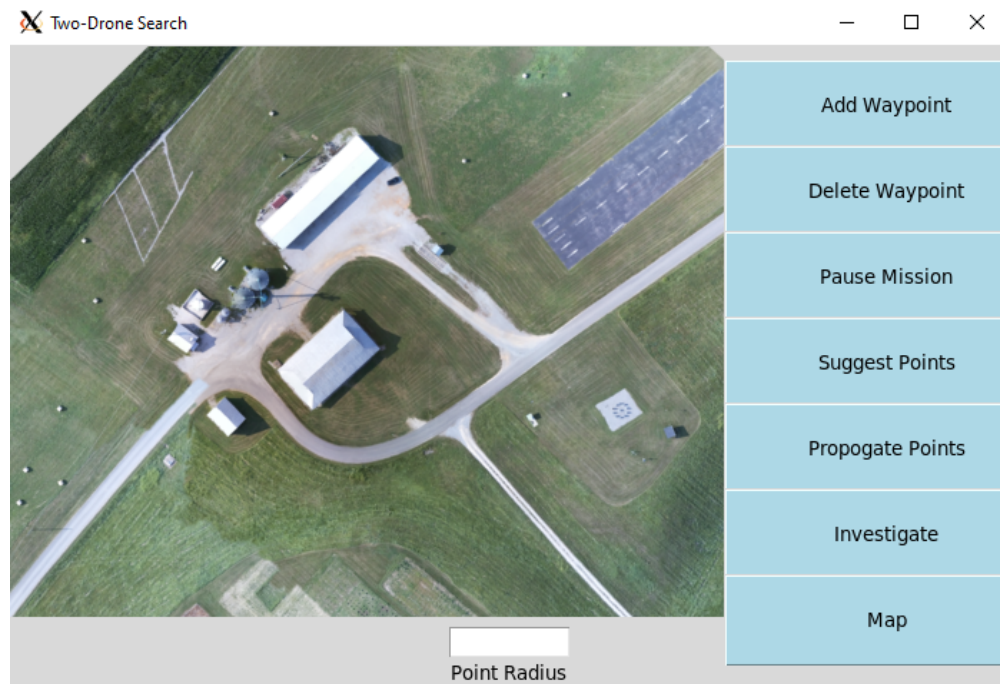 Two-Drone Search
Add Waypoint
Delete Waypoint
Pause Mission
Suggest Points
Propogate Points
Investigate
Map
Point Radius